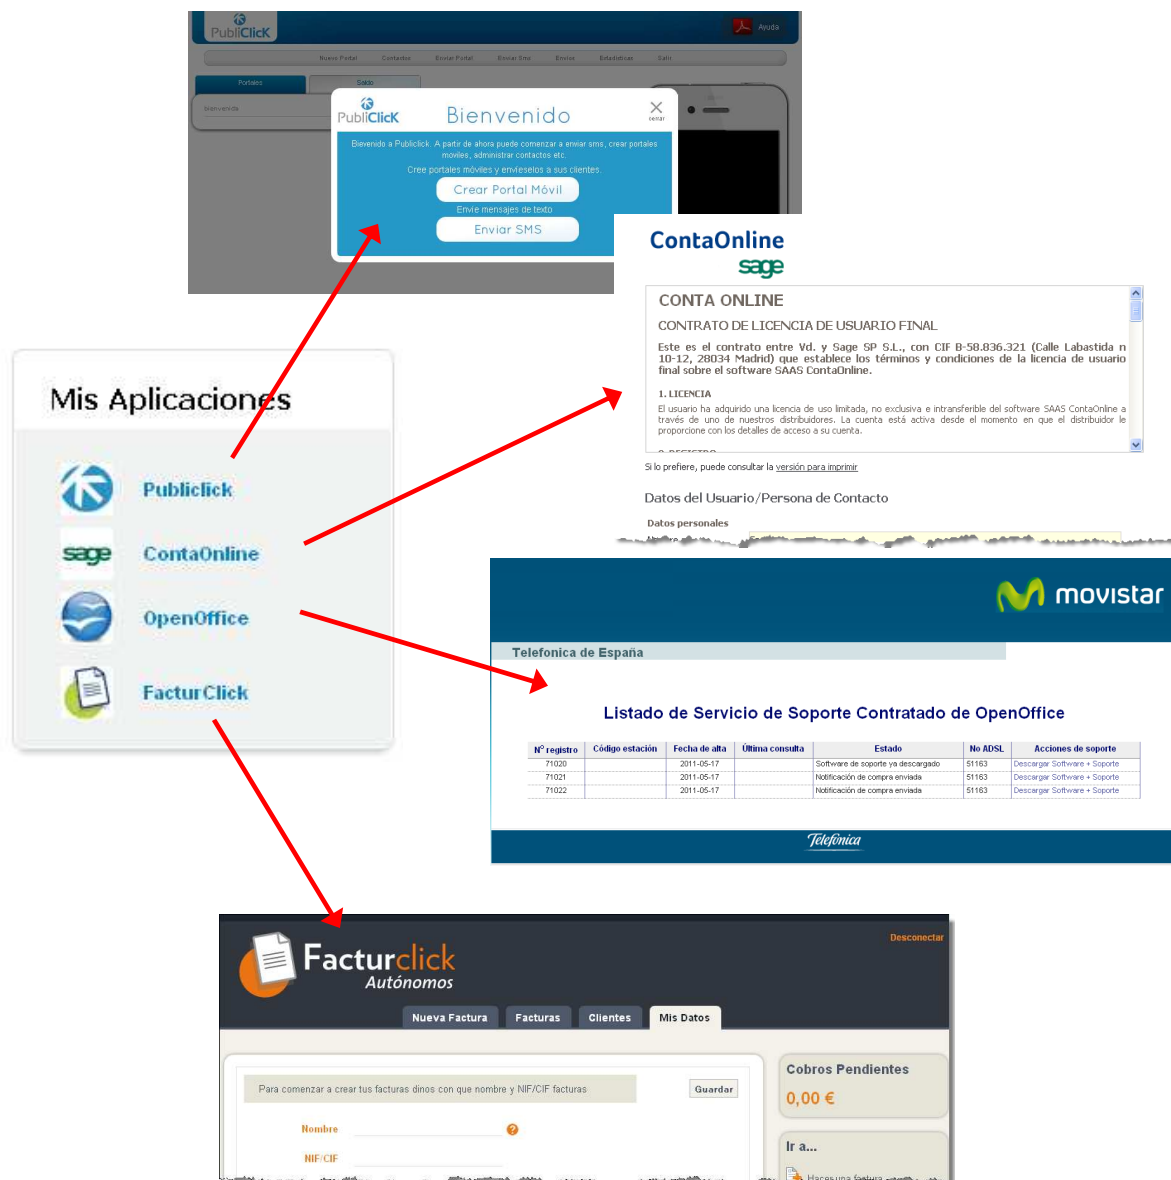 PubliClicK
Ayuda
Nuevo Portal Contactos Enviar Portal Enviar Sms Envios Estadisticas Salir
Portales Saldo
bienvenida
PubliClicK
Bienvenido
cerrar
Bievenido a Publiclick. A partir de ahora puede comenzar a enviar sms, crear portales
moviles, administrar contactos etc.
Cree portales móviles y envíeselos a sus clientes.
Crear Portal Móvil
Envíe mensajes de texto
Enviar SMS
ContaOnline
sage
CONTA ONLINE
CONTRATO DE LICENCIA DE USUARIO FINAL
Este es el contrato entre Vd. y Sage SP S.L., con CIF B-58.836.321 (Calle Labastida n
10-12, 28034 Madrid) que establece los términos y condiciones de la licencia de usuario
final sobre el software SAAS ContaOnline.
1. LICENCIA
El usuario ha adquirido una licencia de uso limitada, no exclusiva e intransferible del software SAAS ContaOnline a
través de uno de nuestros distribuidores. La cuenta está activa desde el momento en que el distribuidor le
proporcione con los detalles de acceso a su cuenta.
Si lo prefiere, puede consultar la versión para imprimir
Datos del Usuario/Persona de Contacto
Datos personales
Mis Aplicaciones
Publiclick
sage ContaOnline
OpenOffice
FacturClick
movistar
Telefonica de España
Listado de Servicio de Soporte Contratado de OpenOffice
Nº registro Código estación Fecha de alta Última consulta Estado No ADSL Acciones de soporte
71020 2011-05-17 Software de soporte ya descargado 51163 Descargar Software + Soporte
71021 2011-05-17 Notificación de compra enviada 51163 Descargar Software + Soporte
71022 2011-05-17 Notificación de compra enviada 51163 Descargar Software + Soporte
Telefónica
Desconectar
Facturclick
Autónomos
Nueva Factura Facturas Clientes Mis Datos
Para comenzar a crear tus facturas dinos con que nombre y NIF/CIF facturas
Guardar
Nombre
NIF/CIF
Cobros Pendientes
0,00 €
Ir a...
Haces una factura